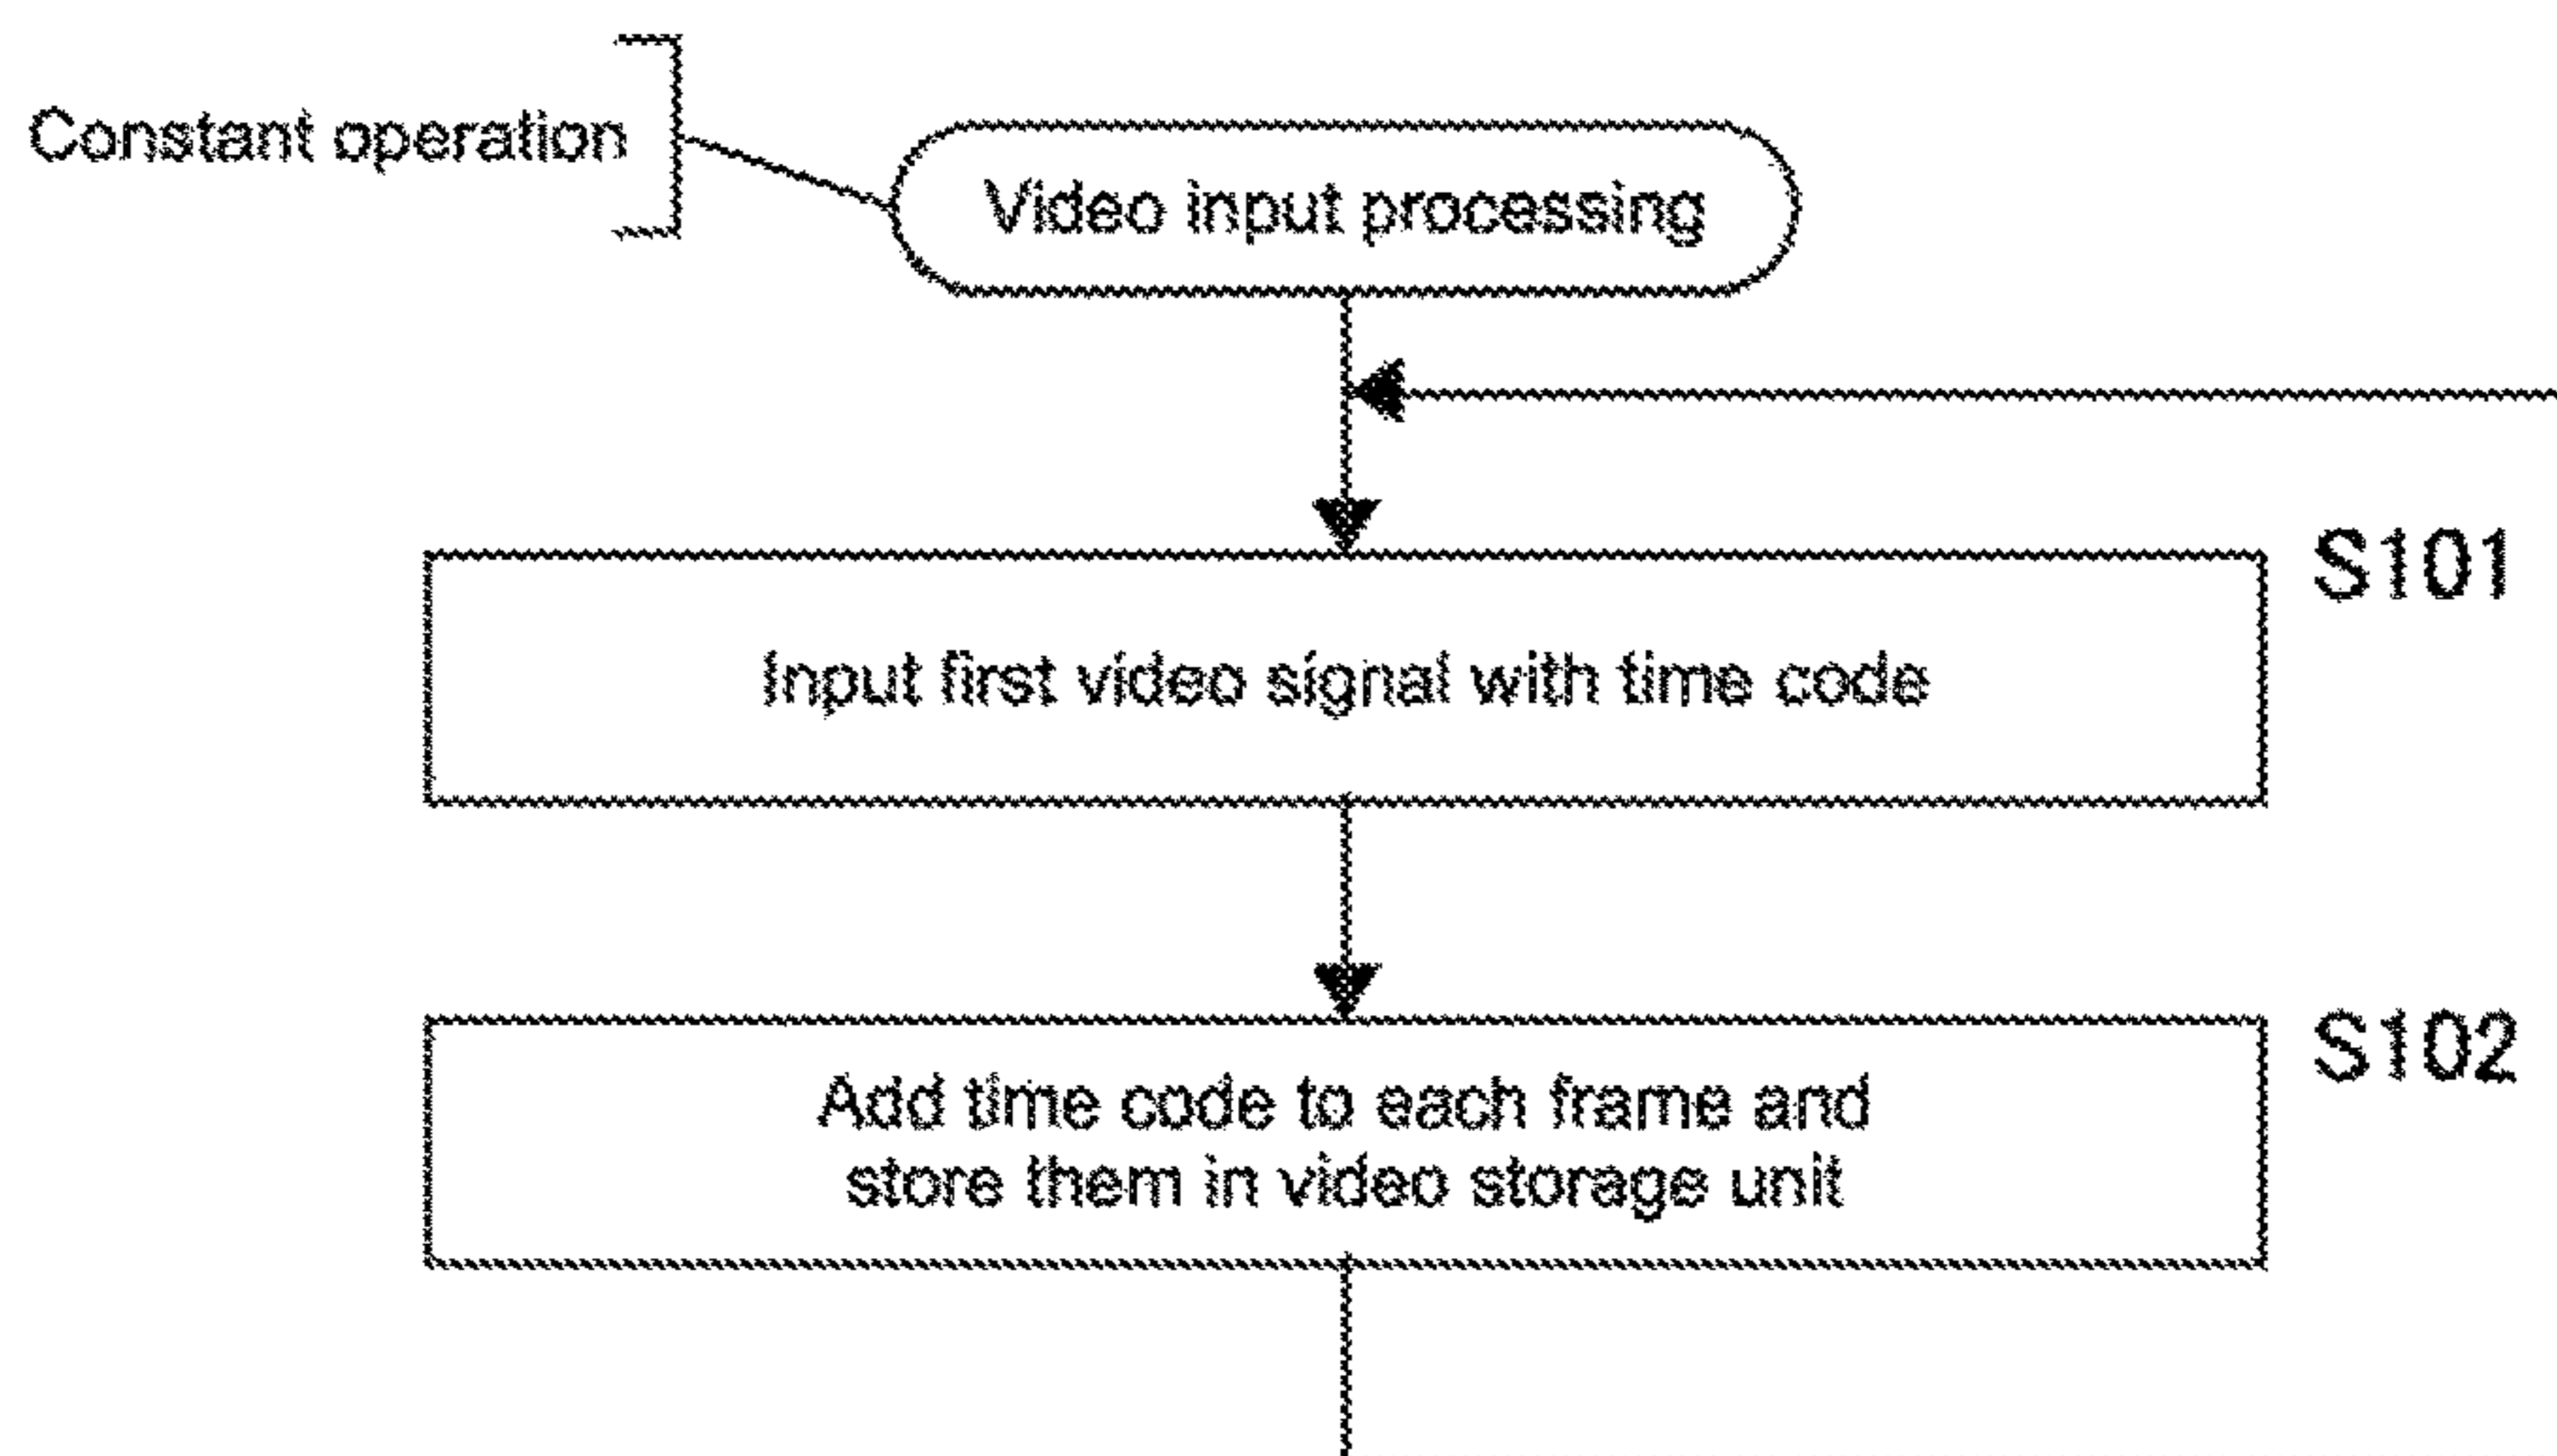 Constant operation
Video input processing
S101
Input first video signal with time code
S102
Add time code to each frame and
store them in video storage unit